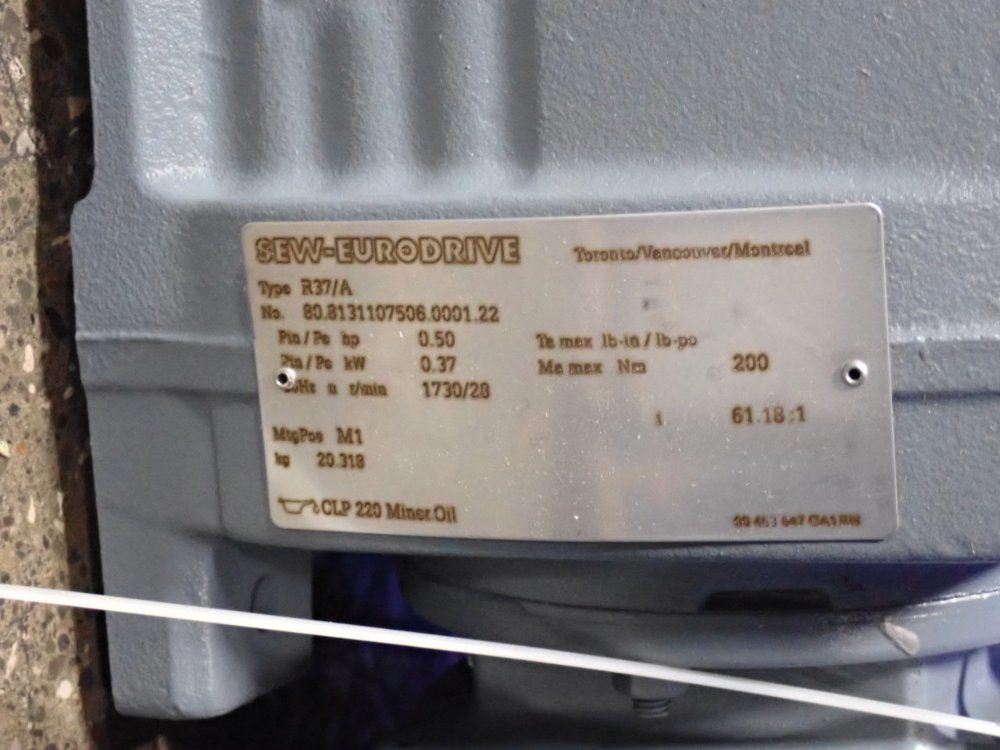 SEW-EURODRIVE Toronto/Vancouver/Montreal
Type R37/A
No. 80.8131107506.0001.22
Pin/Pe hp 0.50 Ta max lb-in/lb-po
Pin/Pe kW 0.37 Ma max Nm 200
n r/min 1730/28
i 61.18:1
MtgPos M1
kg 20.318
CLP 220 Miner.Oil